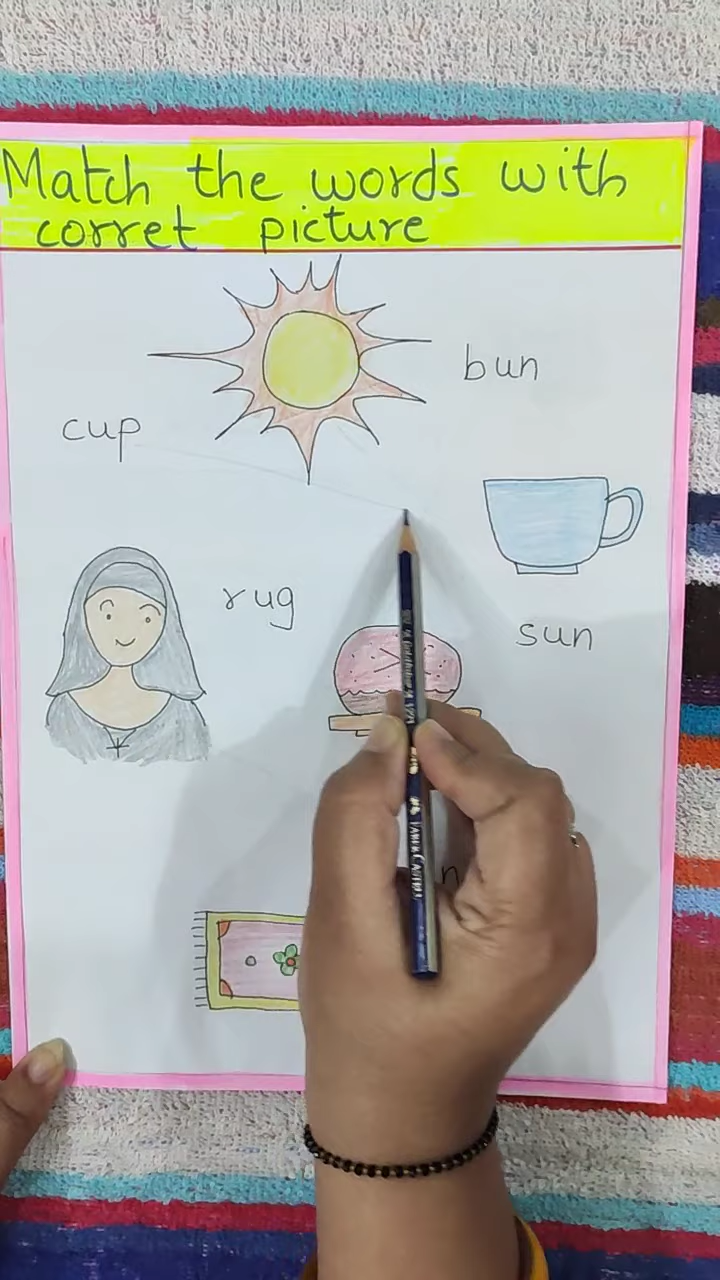 Match the words with
corret picture
bun
cup
rug
sun